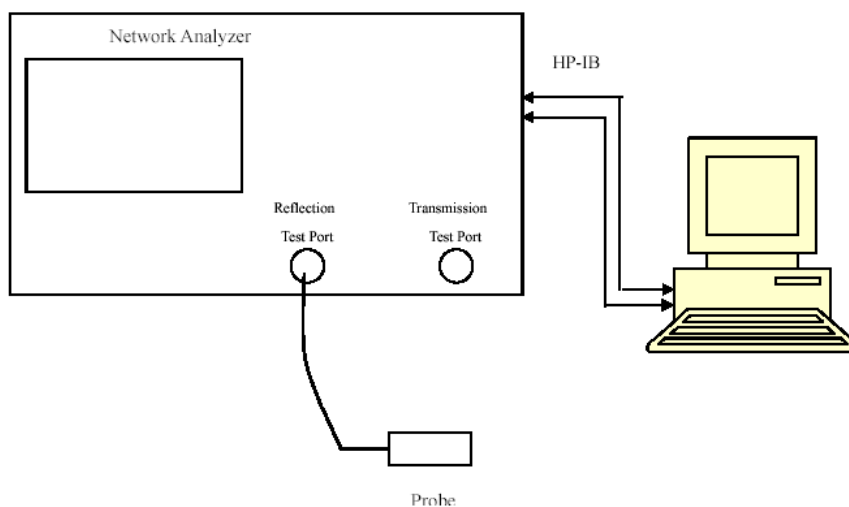 Network Analyzer
HP-IB
Reflection
Test Port
Transmission
Test Port
Probe